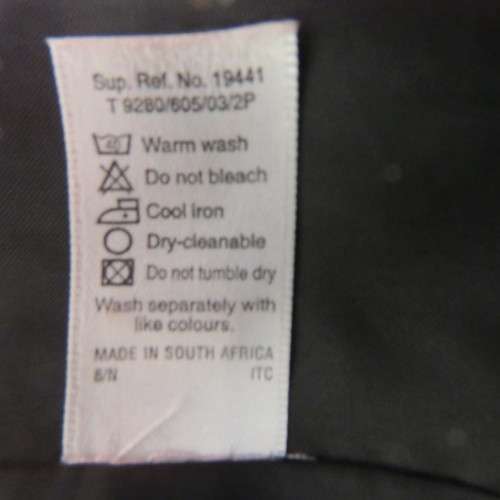 Sup. Ref. No. 19441
T 9280/605/03/2P
40 Warm wash
Do not bleach
Cool iron
Dry-cleanable
Do not tumble dry
Wash separately with
like colours.
MADE IN SOUTH AFRICA
B/N ITC